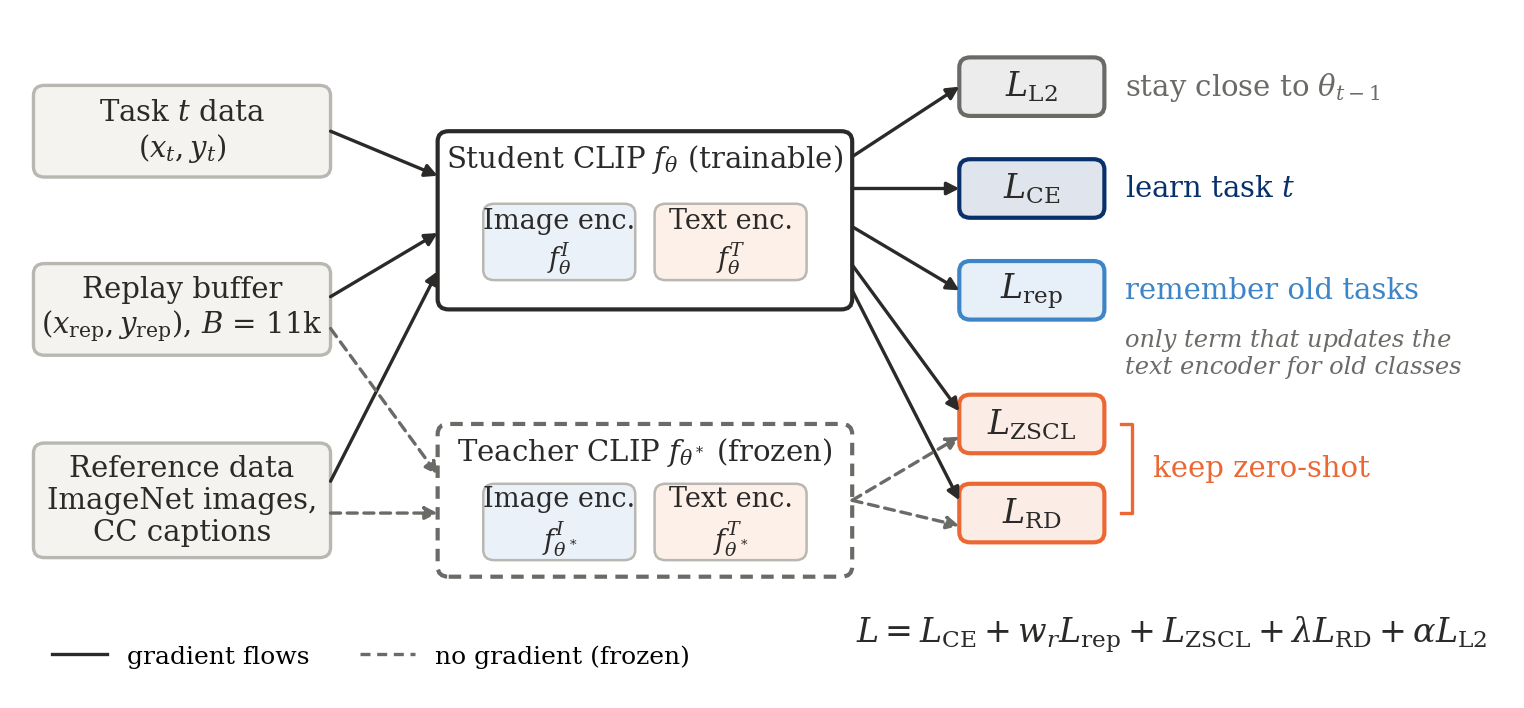 Task t data
(x_t, y_t)
Replay buffer
(x_rep, y_rep), B = 11k
Reference data
ImageNet images,
CC captions
Student CLIP f_θ (trainable)
Image enc.
f_θ^I
Text enc.
f_θ^T
Teacher CLIP f_θ* (frozen)
Image enc.
f_θ*^I
Text enc.
f_θ*^T
L_L2
stay close to θ_{t−1}
L_CE
learn task t
L_rep
remember old tasks
only term that updates the
text encoder for old classes
L_ZSCL
L_RD
keep zero-shot
L = L_CE + w_r L_rep + L_ZSCL + λL_RD + αL_L2
gradient flows
no gradient (frozen)